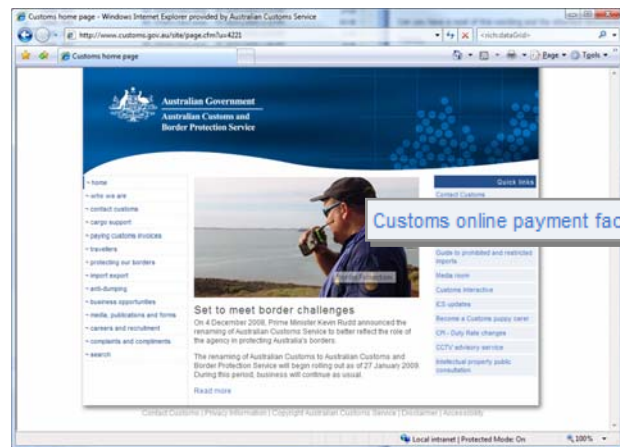 Customs home page - Windows Internet Explorer provided by Australian Customs Service
http://www.customs.gov.au/site/page.cfm?u=4221
<rich:dataGrid>
Customs home page
Page
Tools
Australian Government
Australian Customs and
Border Protection Service
home
who we are
contact customs
cargo support
paying customs invoices
travellers
protecting our borders
import export
anti-dumping
business opportunities
media, publications and forms
careers and recruitment
complaints and compliments
search
Set to meet border challenges
On 4 December 2008, Prime Minister Kevin Rudd announced the
renaming of Australian Customs Service to better reflect the role of
the agency in protecting Australia's borders.
The renaming of Australian Customs to Australian Customs and
Border Protection Service will begin rolling out as of 27 January 2009.
During this period, business will continue as usual.
Read more
Quick links
Contact Customs
Customs online payment fac
Guide to prohibited and restricted
imports
Media room
Customs Interactive
ICS updates
Become a Customs puppy carer
CPI - Duty Rate changes
CCTV advisory service
Intellectual property public
consultation
Contact Customs | Privacy Information | Copyright Australian Customs Service | Disclaimer | Accessibility
Local intranet | Protected Mode: On
100%